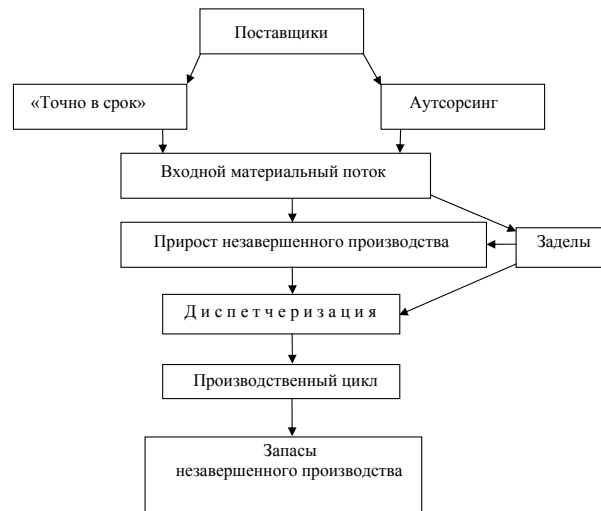 Поставщики
«Точно в срок»
Аутсорсинг
Входной материальный поток
Прирост незавершенного производства
Заделы
Д и с п е т ч е р и з а ц и я
Производственный цикл
Запасы
незавершенного производства